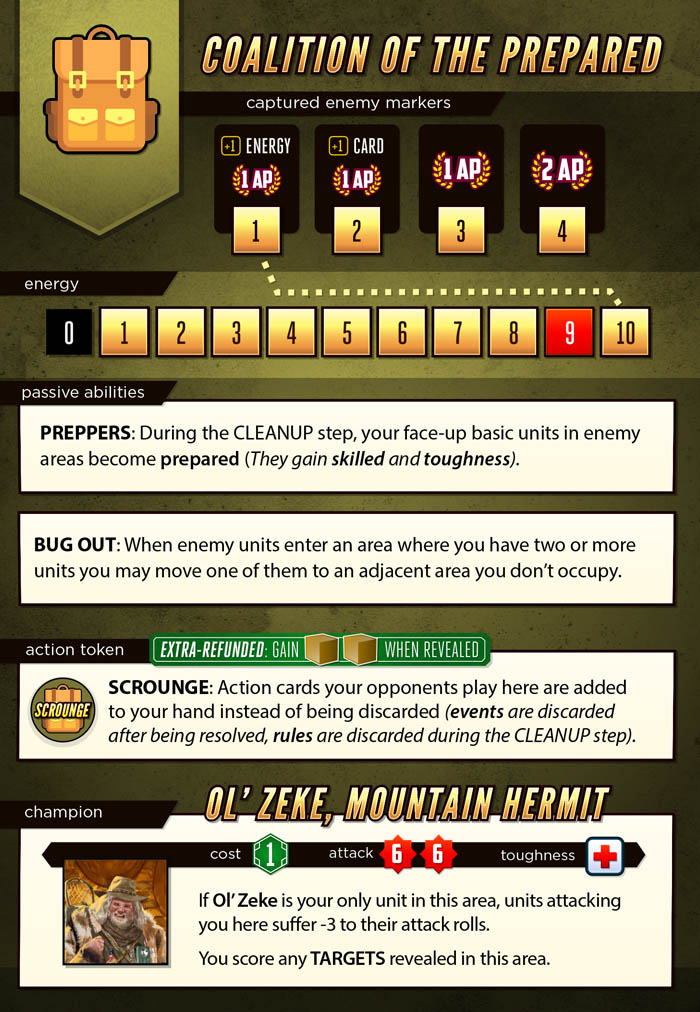 COALITION OF THE PREPARED
captured enemy markers
+1 ENERGY
1 AP
1
+1 CARD
1 AP
2
1 AP
3
2 AP
4
energy
0 1 2 3 4 5 6 7 8 9 10
passive abilities
PREPPERS: During the CLEANUP step, your face-up basic units in enemy
areas become prepared (They gain skilled and toughness).
BUG OUT: When enemy units enter an area where you have two or more
units you may move one of them to an adjacent area you don't occupy.
action token
EXTRA-REFUNDED: GAIN WHEN REVEALED
SCROUNGE
SCROUNGE: Action cards your opponents play here are added
to your hand instead of being discarded (events are discarded
after being resolved, rules are discarded during the CLEANUP step).
champion
OL' ZEKE, MOUNTAIN HERMIT
cost 1 attack 6 6 toughness
If Ol' Zeke is your only unit in this area, units attacking
you here suffer -3 to their attack rolls.
You score any TARGETS revealed in this area.